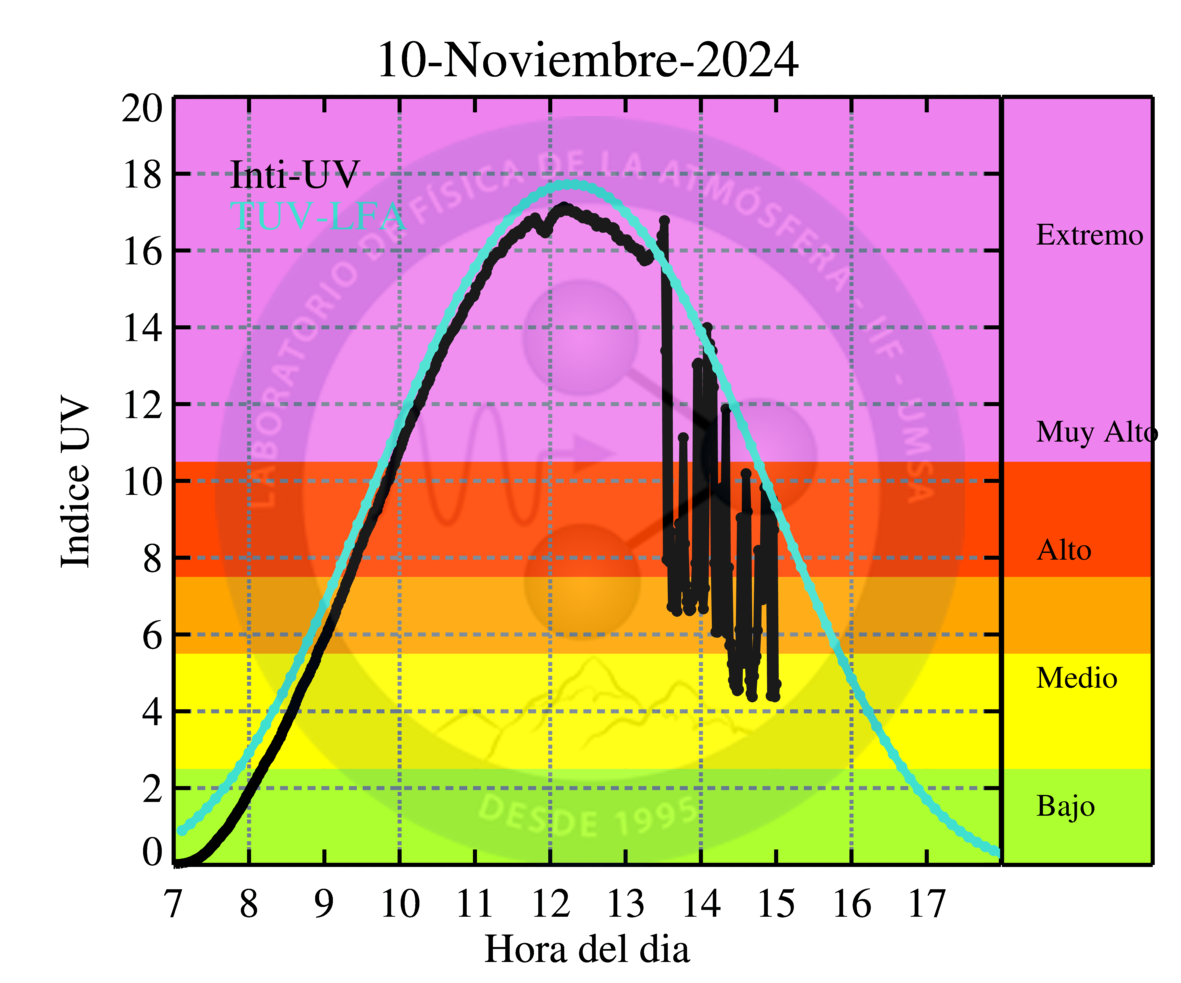 10-Noviembre-2024
20
18
16
14
12
10
8
6
4
2
0
Indice UV
Inti-UV
TUV-LFA
LABORATORIO DE FÍSICA DE LA ATMÓSFERA - IIF - UMSA
DESDE 1995
Extremo
Muy Alto
Alto
Medio
Bajo
7 8 9 10 11 12 13 14 15 16 17
Hora del dia